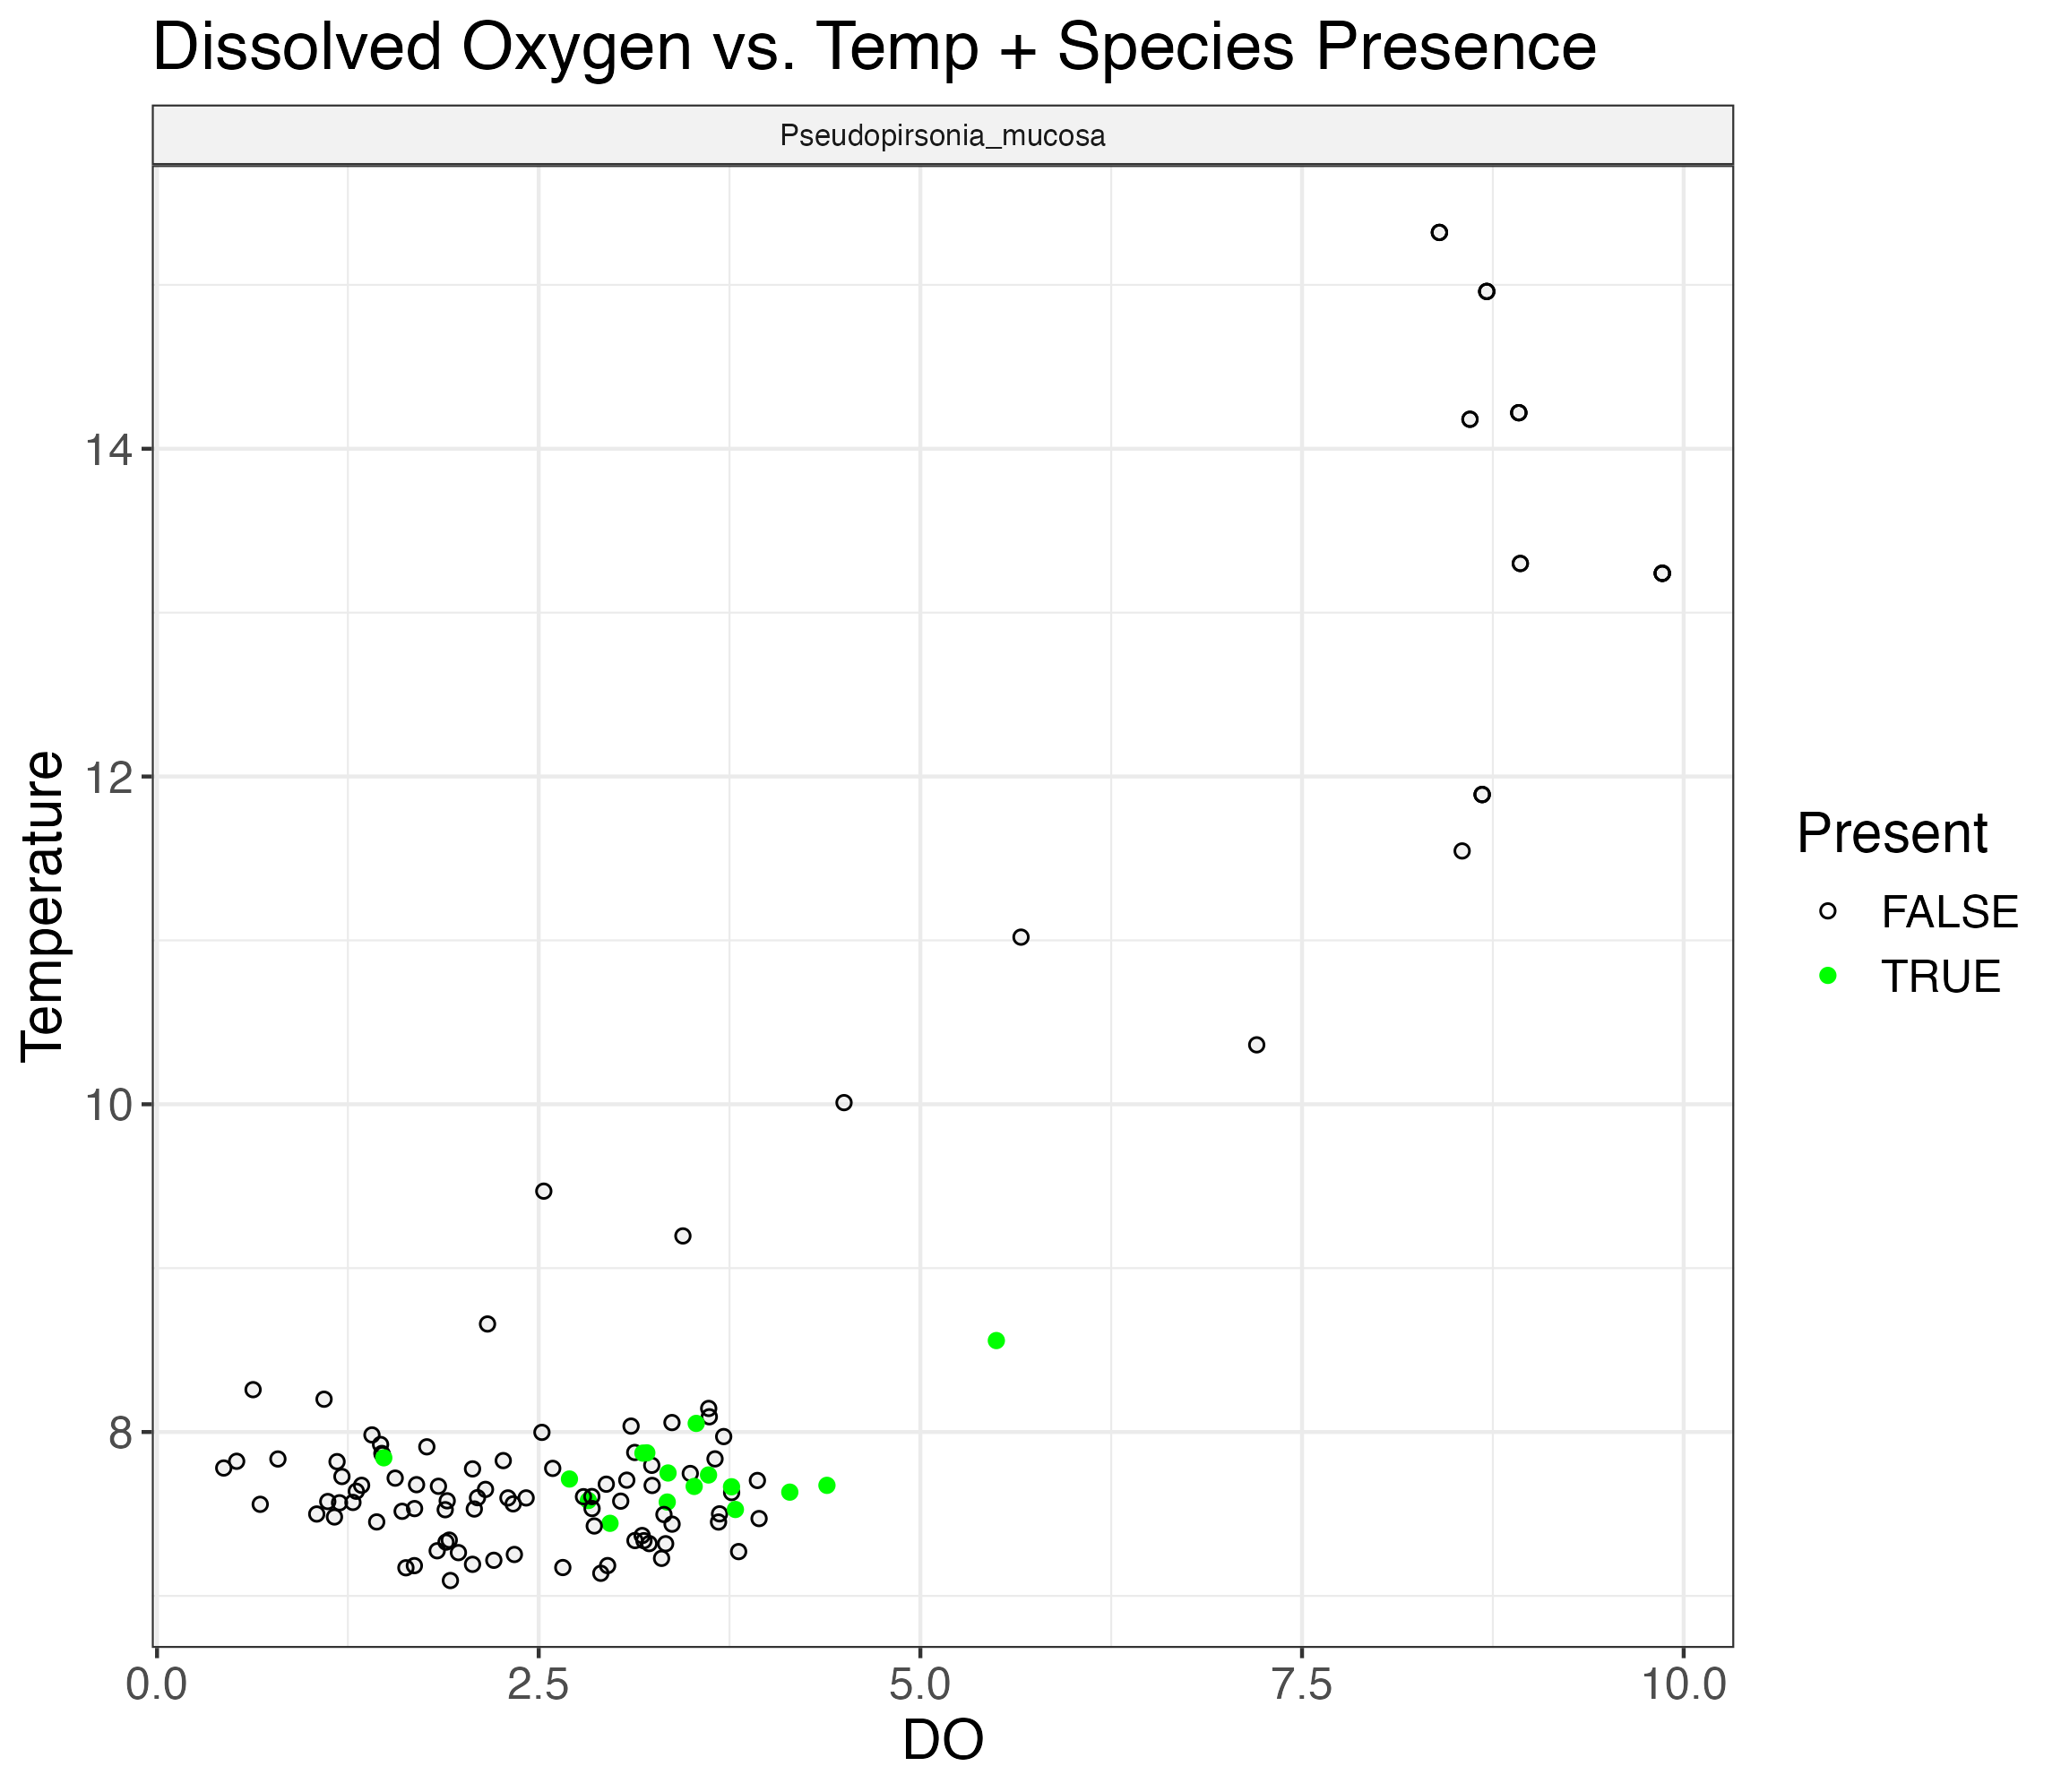 Dissolved Oxygen vs. Temp + Species Presence
Pseudopirsonia_mucosa
Temperature
14
12
10
8
0.0 2.5 5.0 7.5 10.0
DO
Present
FALSE
TRUE